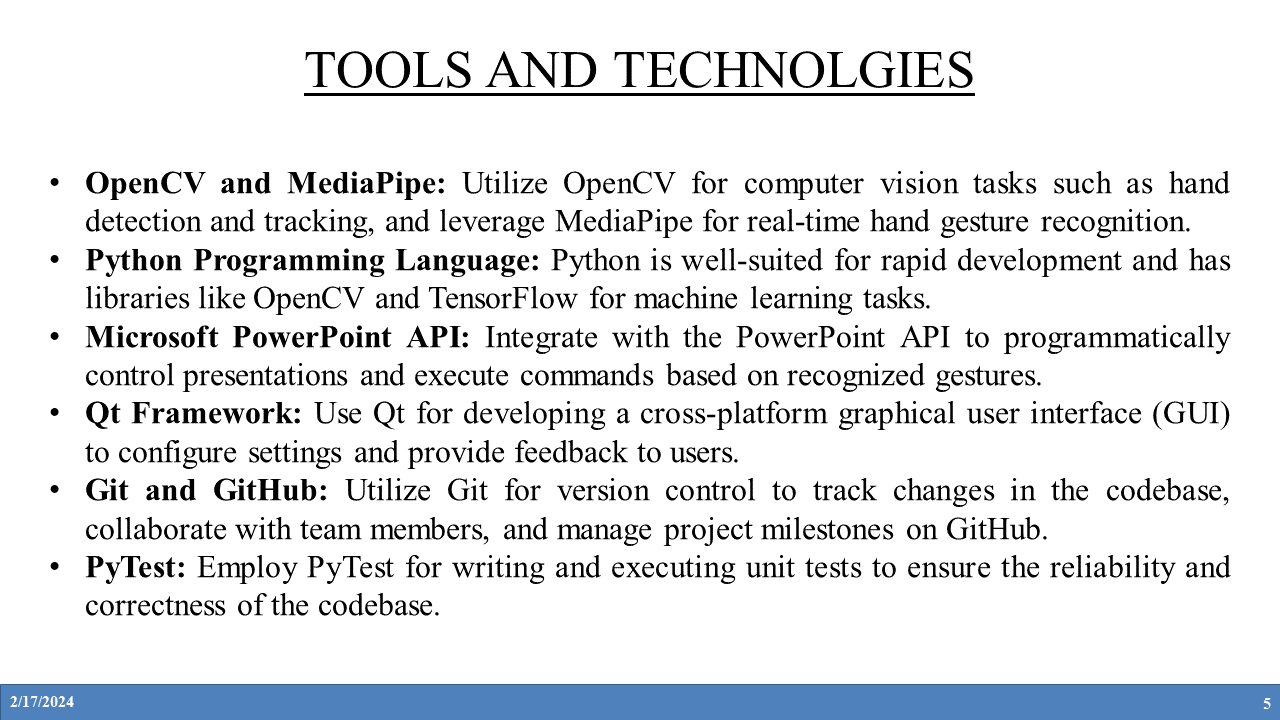 TOOLS AND TECHNOLGIES
• OpenCV and MediaPipe: Utilize OpenCV for computer vision tasks such as hand
detection and tracking, and leverage MediaPipe for real-time hand gesture recognition.
• Python Programming Language: Python is well-suited for rapid development and has
libraries like OpenCV and TensorFlow for machine learning tasks.
• Microsoft PowerPoint API: Integrate with the PowerPoint API to programmatically
control presentations and execute commands based on recognized gestures.
• Qt Framework: Use Qt for developing a cross-platform graphical user interface (GUI)
to configure settings and provide feedback to users.
• Git and GitHub: Utilize Git for version control to track changes in the codebase,
collaborate with team members, and manage project milestones on GitHub.
• PyTest: Employ PyTest for writing and executing unit tests to ensure the reliability and
correctness of the codebase.
2/17/2024
5